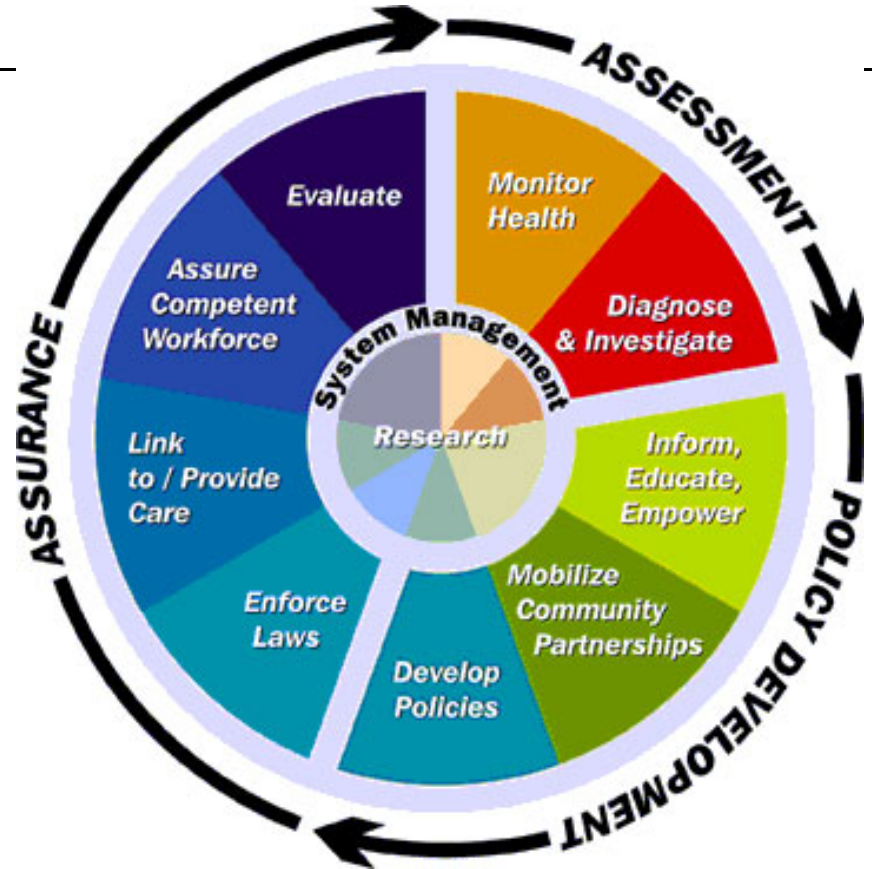 ASSESSMENT
POLICY DEVELOPMENT
ASSURANCE
Monitor
Health
Diagnose
& Investigate
Inform,
Educate,
Empower
Mobilize
Community
Partnerships
Develop
Policies
Enforce
Laws
Link
to / Provide
Care
Assure
Competent
Workforce
Evaluate
System Management
Research